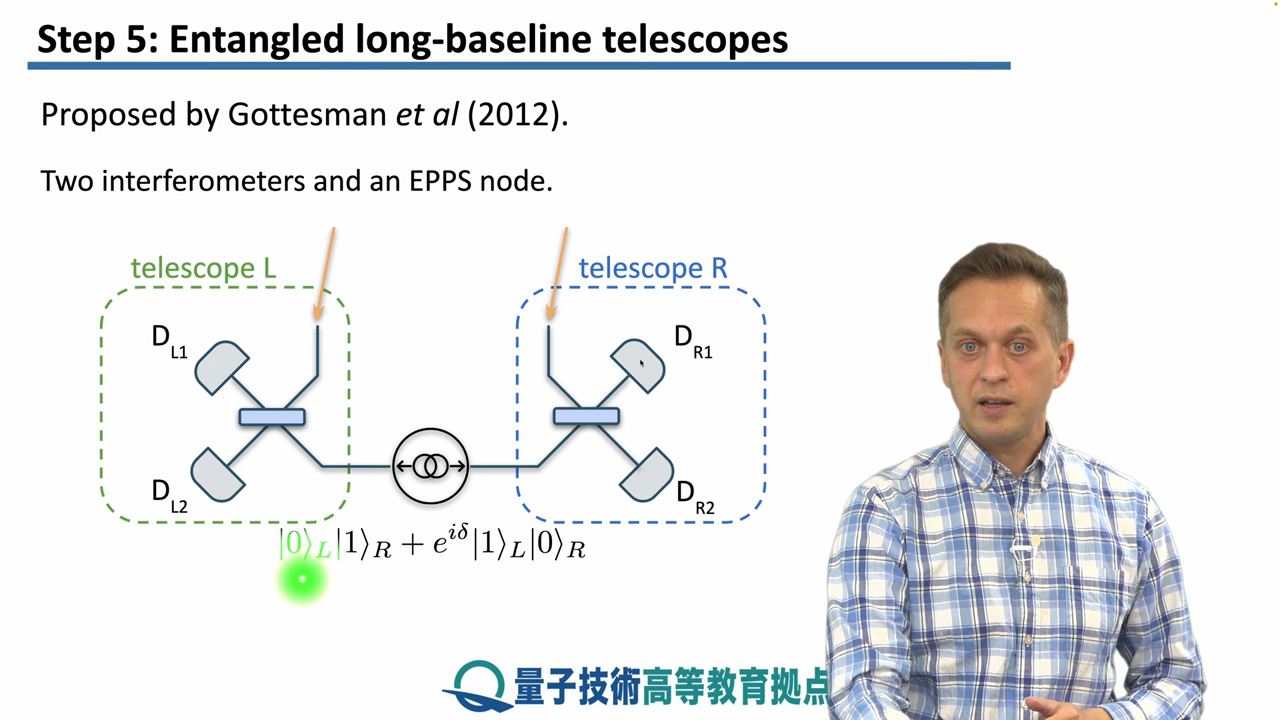 Step 5: Entangled long-baseline telescopes
Proposed by Gottesman et al (2012).
Two interferometers and an EPPS node.
telescope L
telescope R
D_L1
D_R1
D_L2
D_R2
|0⟩_L|1⟩_R + e^{iδ}|1⟩_L|0⟩_R
量子技術高等教育拠点